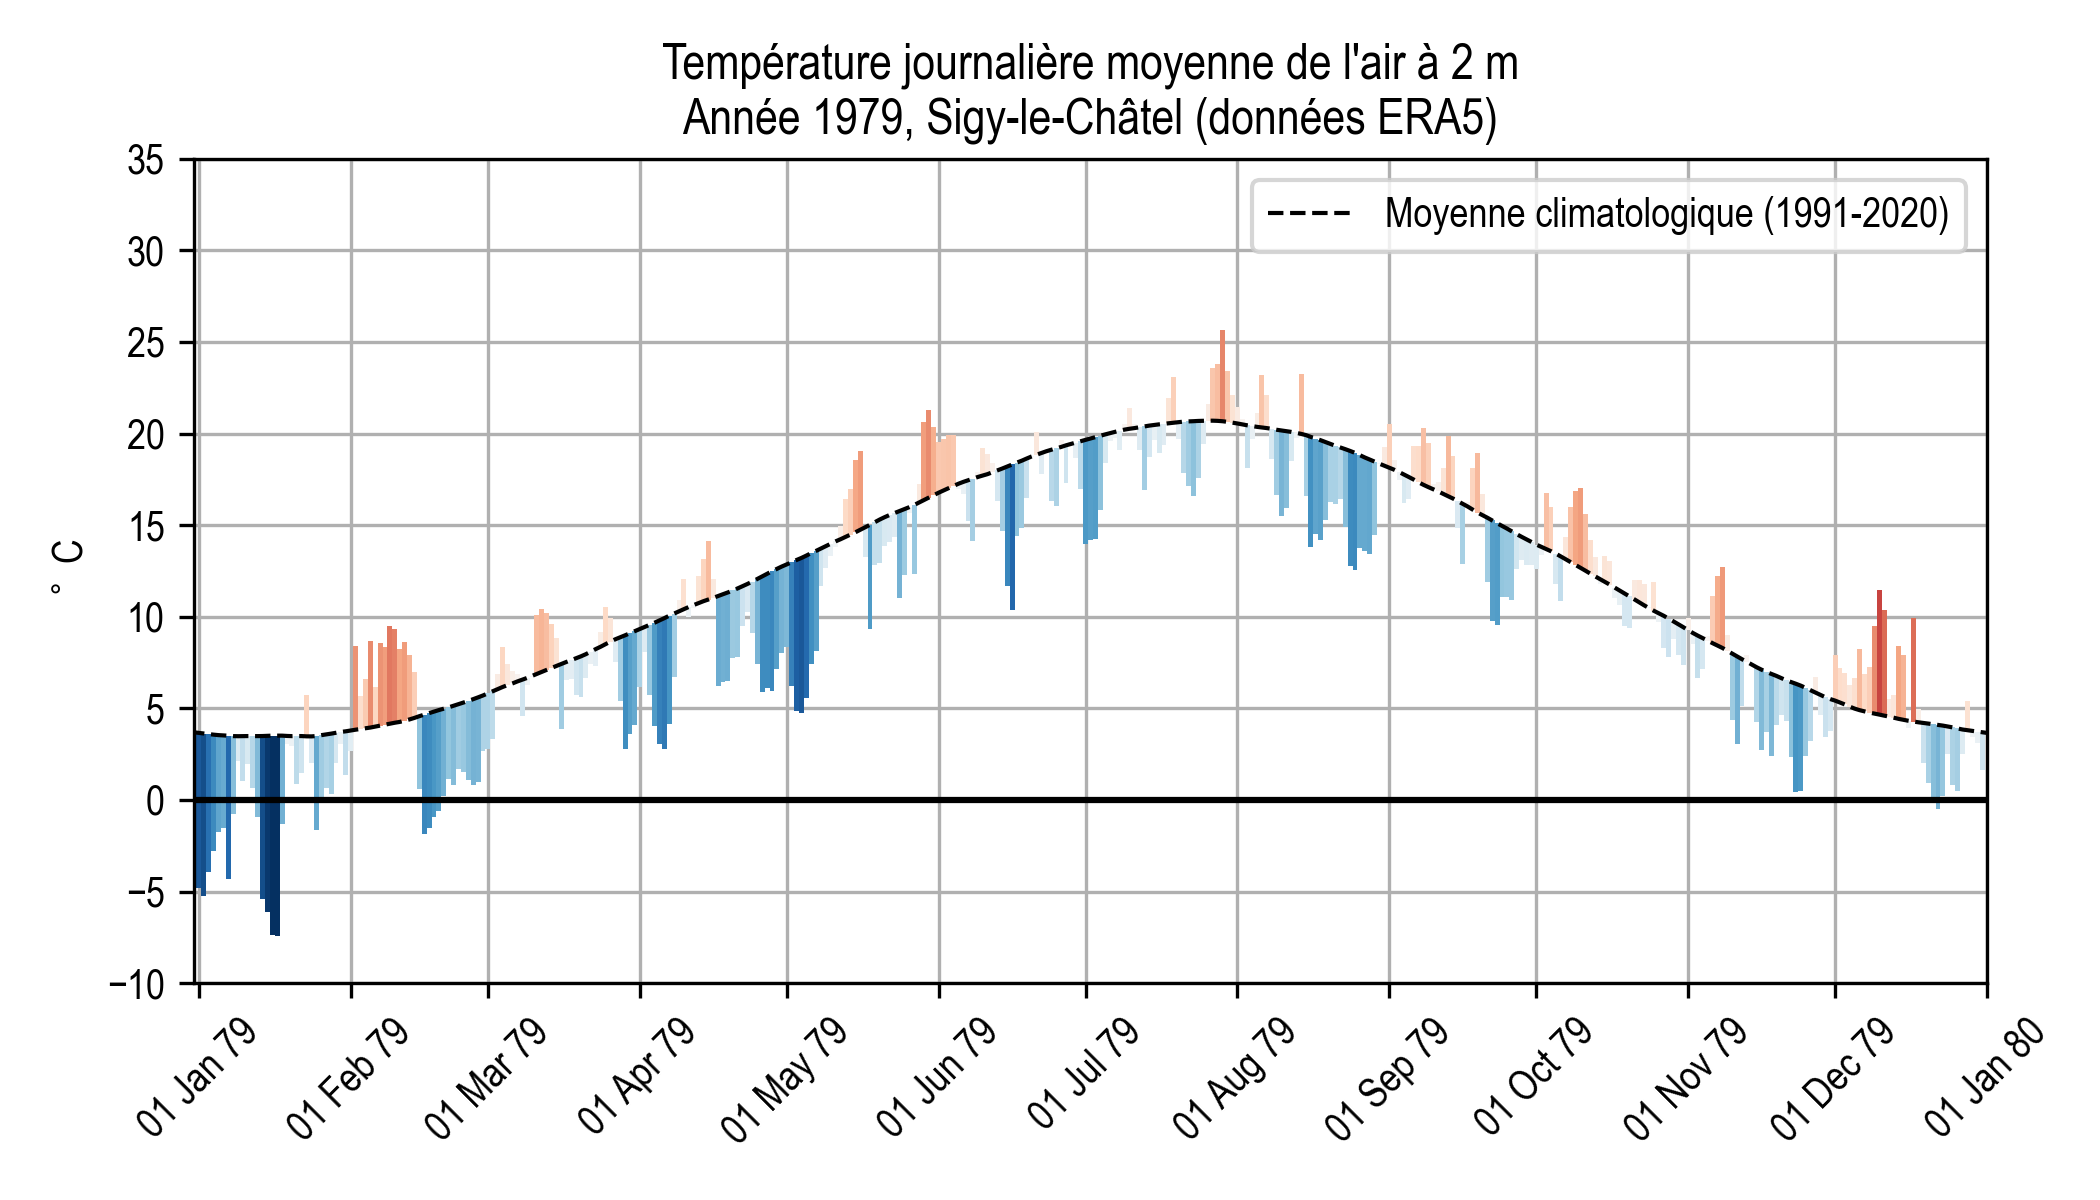 Température journalière moyenne de l'air à 2 m
Année 1979, Sigy-le-Châtel (données ERA5)
Moyenne climatologique (1991-2020)
° C
35
30
25
20
15
10
5
0
−5
−10
01 Jan 79
01 Feb 79
01 Mar 79
01 Apr 79
01 May 79
01 Jun 79
01 Jul 79
01 Aug 79
01 Sep 79
01 Oct 79
01 Nov 79
01 Dec 79
01 Jan 80